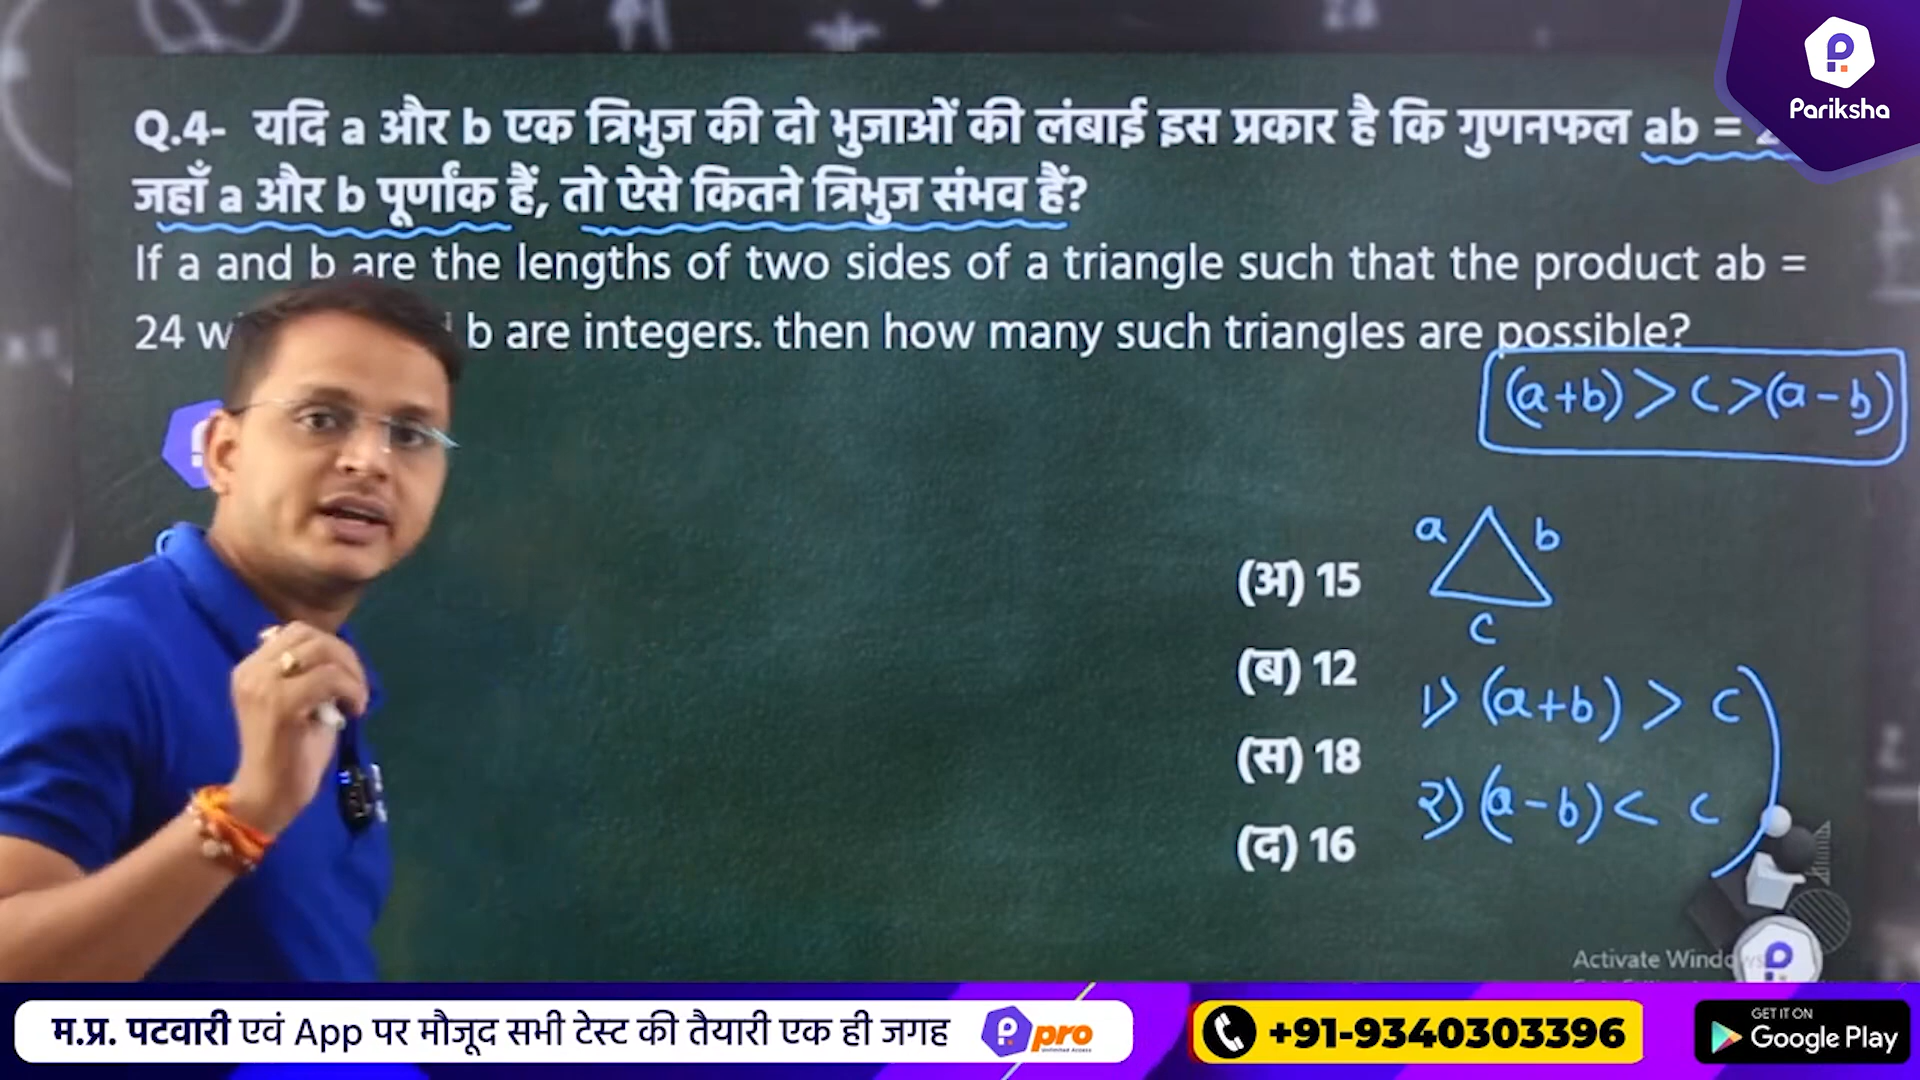 Pariksha
Q.4- यदि a और b एक त्रिभुज की दो भुजाओं की लंबाई इस प्रकार है कि गुणनफल ab =
जहाँ a और b पूर्णांक हैं, तो ऐसे कितने त्रिभुज संभव हैं?
If a and b are the lengths of two sides of a triangle such that the product ab =
24 b are integers. then how many such triangles are possible?
(a+b) > c > (a-b)
a b
c
(अ) 15
(ब) 12
(स) 18
(द) 16
1) (a+b) > c
२) (a-b) < c
Activate Windows
म.प्र. पटवारी एवं App पर मौजूद सभी टेस्ट की तैयारी एक ही जगह
pro
+91-9340303396
GET IT ON
Google Play